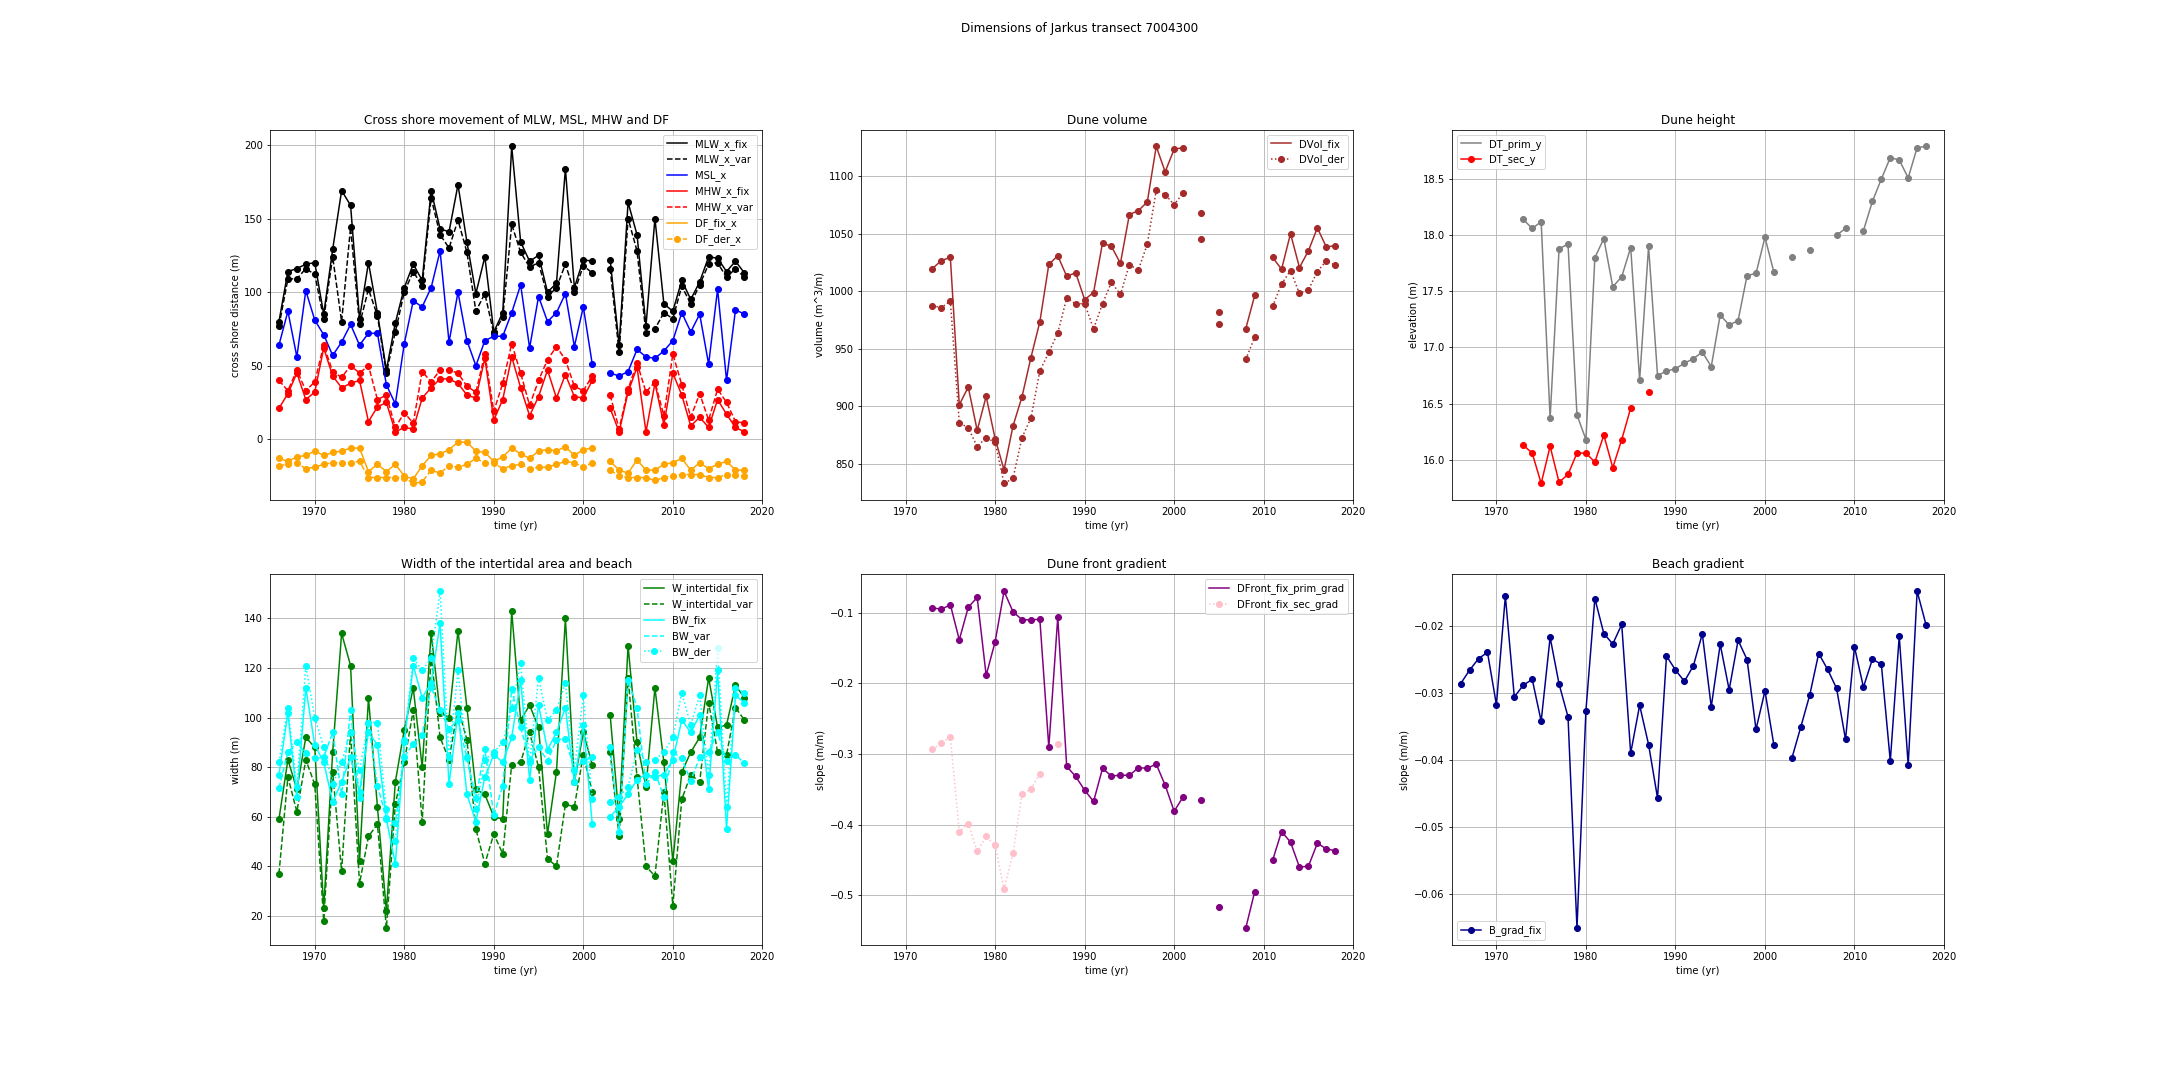 Dimensions of Jarkus transect 7004300
Cross shore movement of MLW, MSL, MHW and DF
cross shore distance (m)
200
150
100
50
0
MLW_x_fix
MLW_x_var
MSL_x
MHW_x_fix
MHW_x_var
DF_fix_x
DF_der_x
1970 1980 1990 2000 2010 2020
time (yr)
Dune volume
volume (m^3/m)
1100
1050
1000
950
900
850
DVol_fix
DVol_der
1970 1980 1990 2000 2010 2020
time (yr)
Dune height
elevation (m)
18.5
18.0
17.5
17.0
16.5
16.0
DT_prim_y
DT_sec_y
1970 1980 1990 2000 2010 2020
time (yr)
Width of the intertidal area and beach
width (m)
140
120
100
80
60
40
20
W_intertidal_fix
W_intertidal_var
BW_fix
BW_var
BW_der
1970 1980 1990 2000 2010 2020
time (yr)
Dune front gradient
slope (m/m)
−0.1
−0.2
−0.3
−0.4
−0.5
DFront_fix_prim_grad
DFront_fix_sec_grad
1970 1980 1990 2000 2010 2020
time (yr)
Beach gradient
slope (m/m)
−0.02
−0.03
−0.04
−0.05
−0.06
B_grad_fix
1970 1980 1990 2000 2010 2020
time (yr)